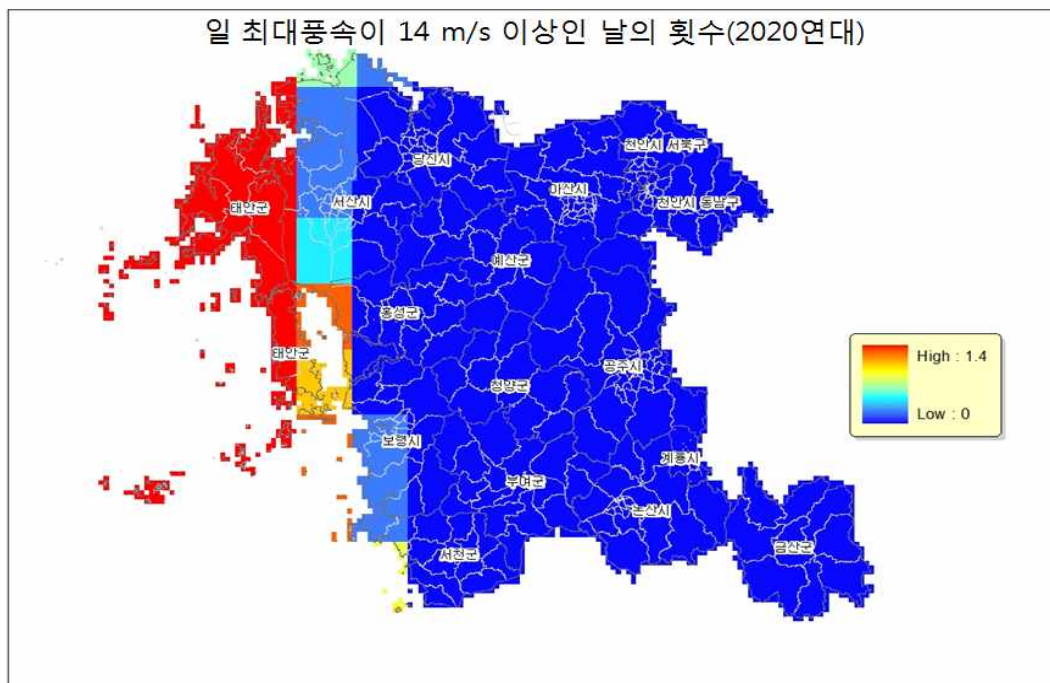 일 최대풍속이 14 m/s 이상인 날의 횟수(2020연대)
천안시 서북구
당진시
아산시
태안군
서산시
천안시 동남구
예산군
홍성군
태안군
공주시
High : 1.4
청양군
Low : 0
보령시
계룡시
부여군
논산시
서천군
금산군